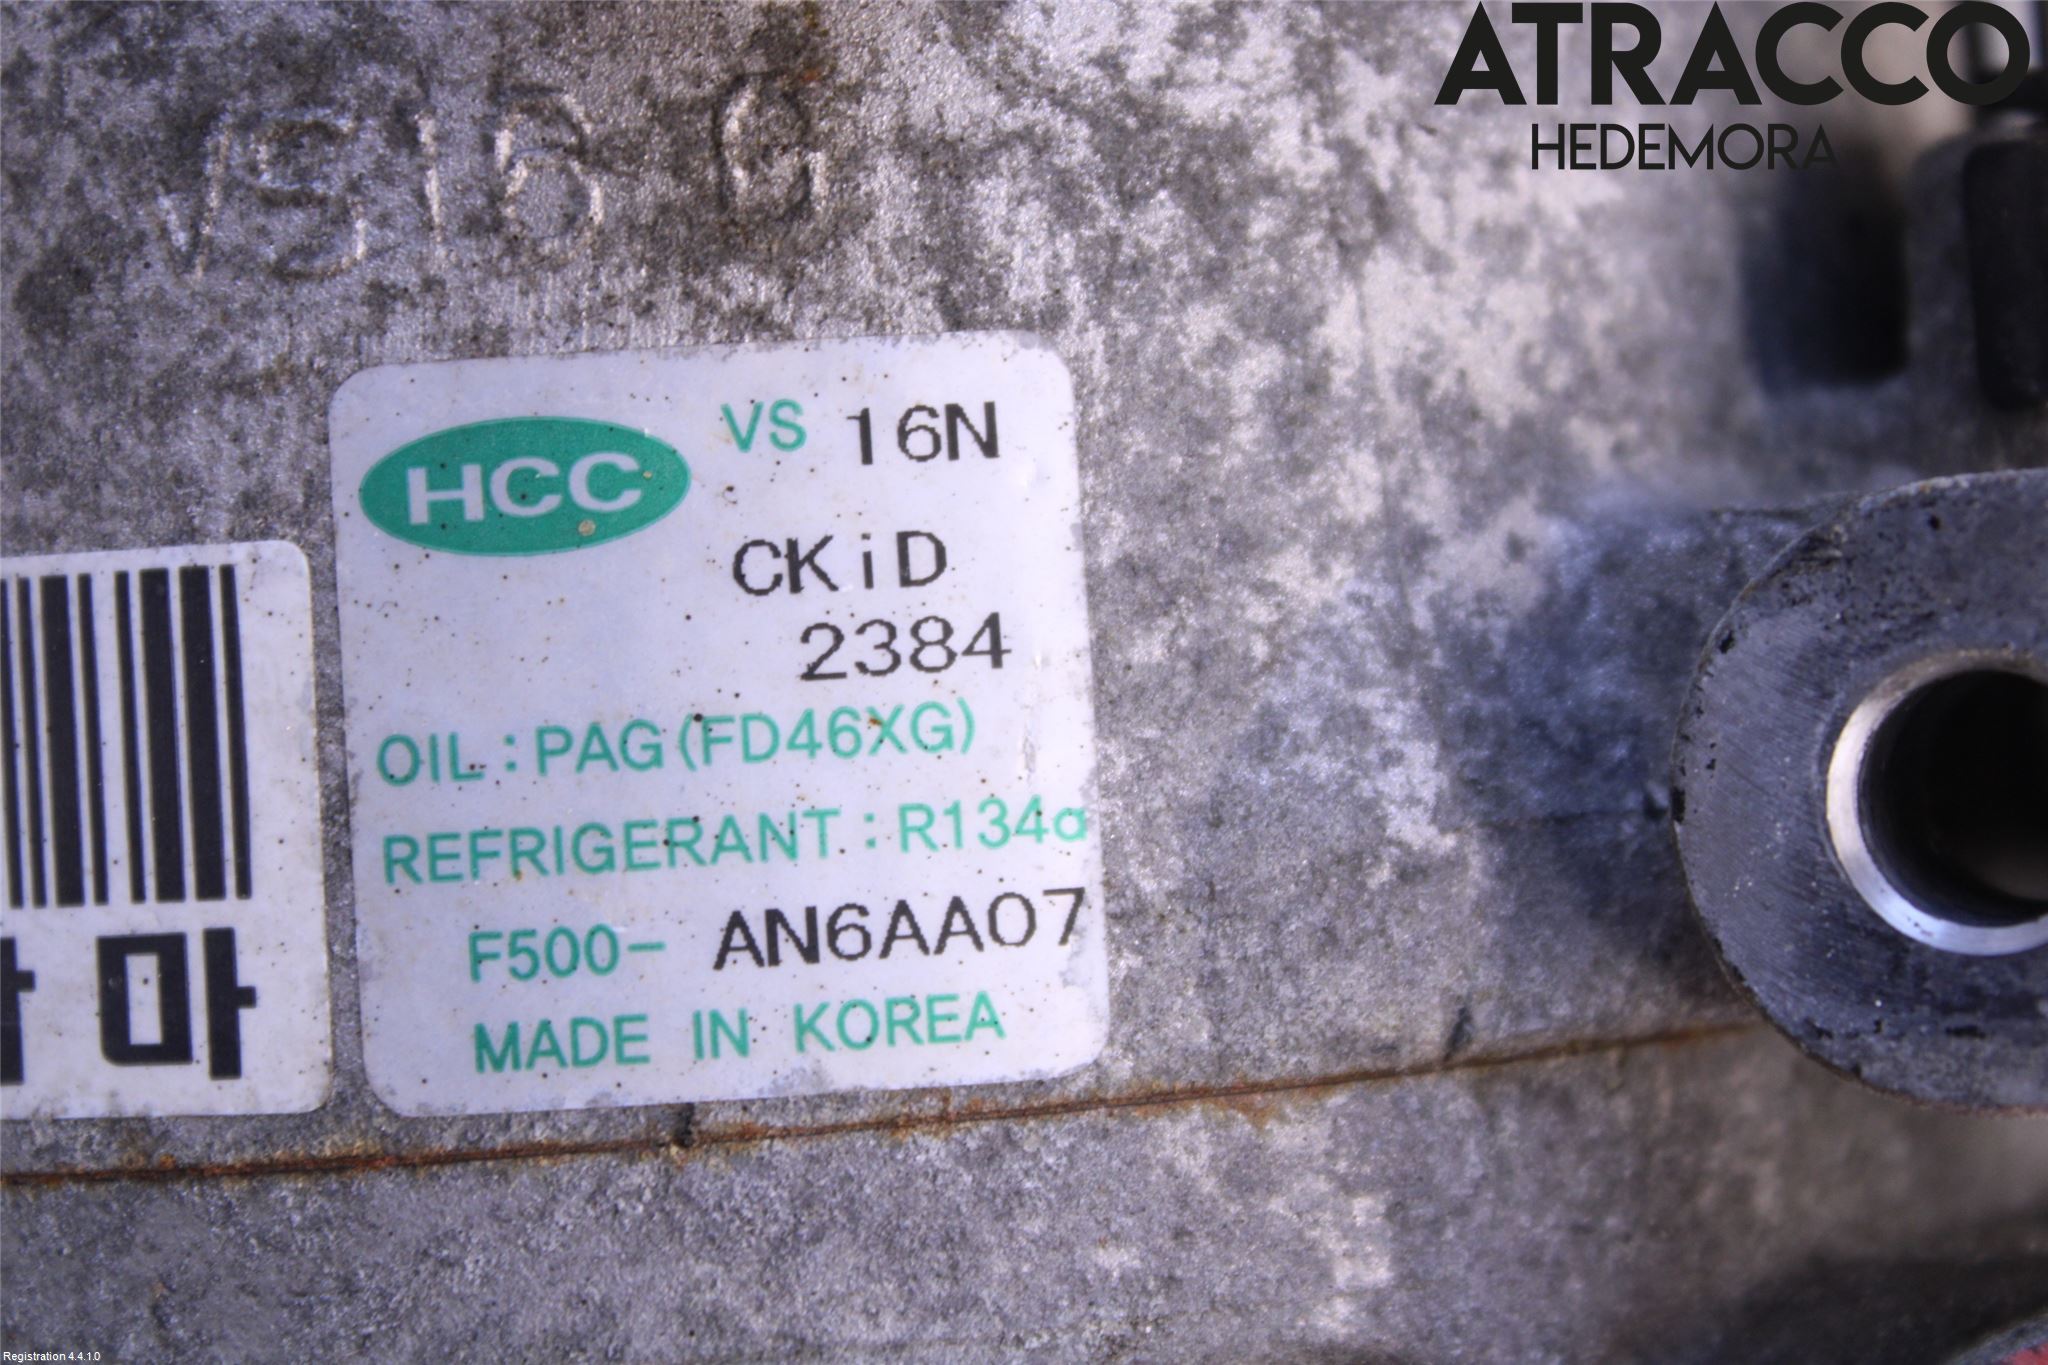 ATRACCO
HEDEMORA
VS16
HCC
VS 16N
CKiD
2384
OIL : PAG (FD46XG)
REFRIGERANT : R134a
F500- AN6AA07
MADE IN KOREA
마
Registration 4.4.1.0